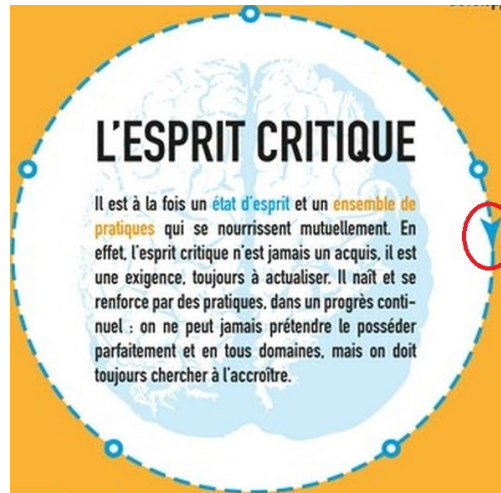 L'ESPRIT CRITIQUE
Il est à la fois un état d'esprit et un ensemble de
pratiques qui se nourrissent mutuellement. En
effet, l'esprit critique n'est jamais un acquis, il est
une exigence, toujours à actualiser. Il naît et se
renforce par des pratiques, dans un progrès conti-
nuel : on ne peut jamais prétendre le posséder
parfaitement et en tous domaines, mais on doit
toujours chercher à l'accroître.